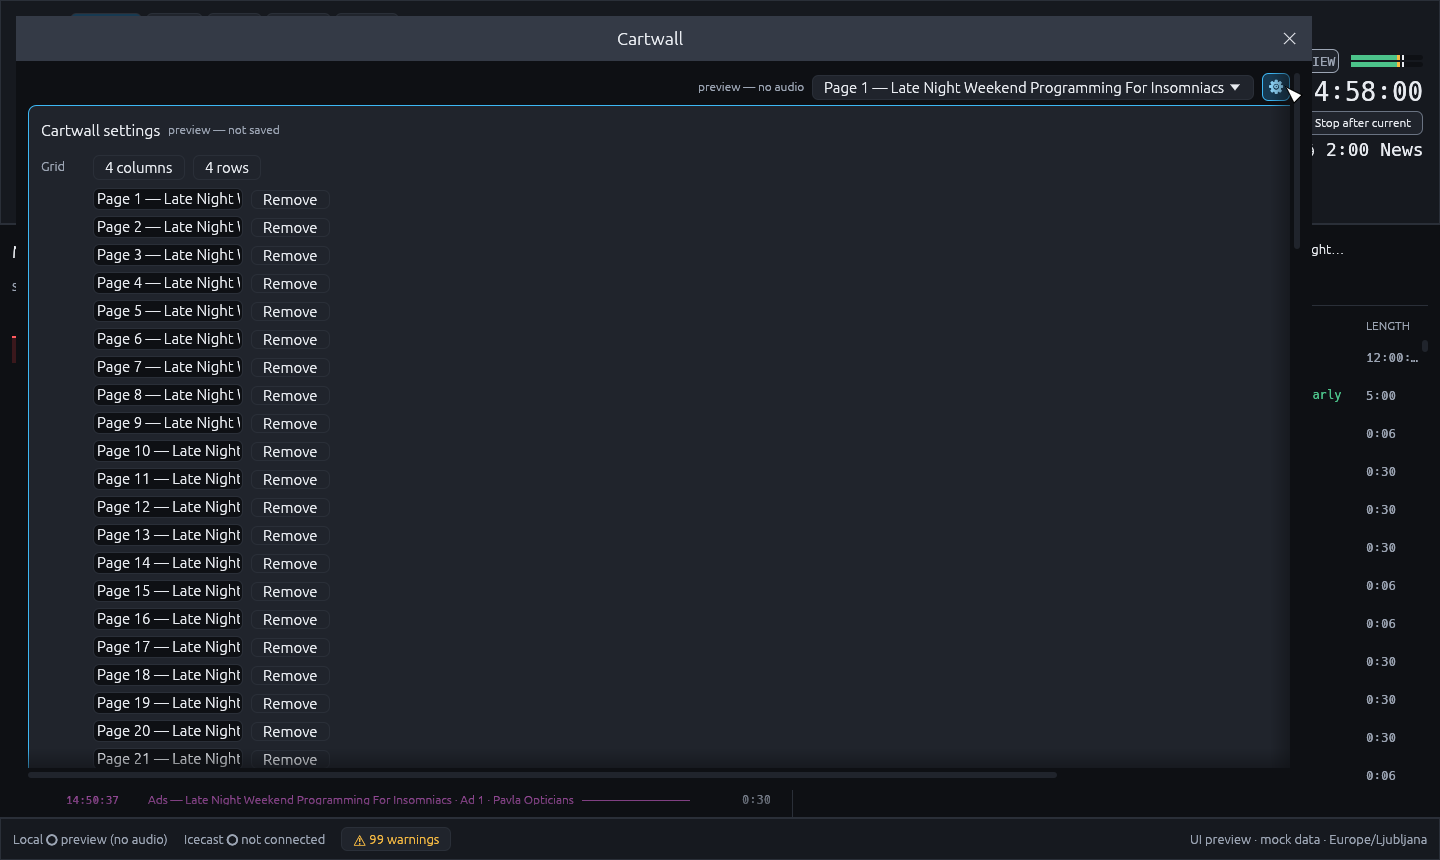 Cartwall
preview — no audio
Page 1 — Late Night Weekend Programming For Insomniacs
IEW
4:58:00
Stop after current
2:00 News
Cartwall settings preview — not saved
Grid
4 columns
4 rows
Page 1 — Late Night Remove
Page 2 — Late Night Remove
Page 3 — Late Night Remove
Page 4 — Late Night Remove
Page 5 — Late Night Remove
Page 6 — Late Night Remove
Page 7 — Late Night Remove
Page 8 — Late Night Remove
Page 9 — Late Night Remove
Page 10 — Late Night Remove
Page 11 — Late Night Remove
Page 12 — Late Night Remove
Page 13 — Late Night Remove
Page 14 — Late Night Remove
Page 15 — Late Night Remove
Page 16 — Late Night Remove
Page 17 — Late Night Remove
Page 18 — Late Night Remove
Page 19 — Late Night Remove
Page 20 — Late Night Remove
Page 21 — Late Night Remove
ght…
LENGTH
12:00:…
arly 5:00
0:06
0:30
0:30
0:30
0:06
0:06
0:30
0:30
0:30
0:06
14:50:37 Ads — Late Night Weekend Programming For Insomniacs · Ad 1 · Pavla Opticians 0:30
Local preview (no audio) Icecast not connected ⚠ 99 warnings
UI preview · mock data · Europe/Ljubljana